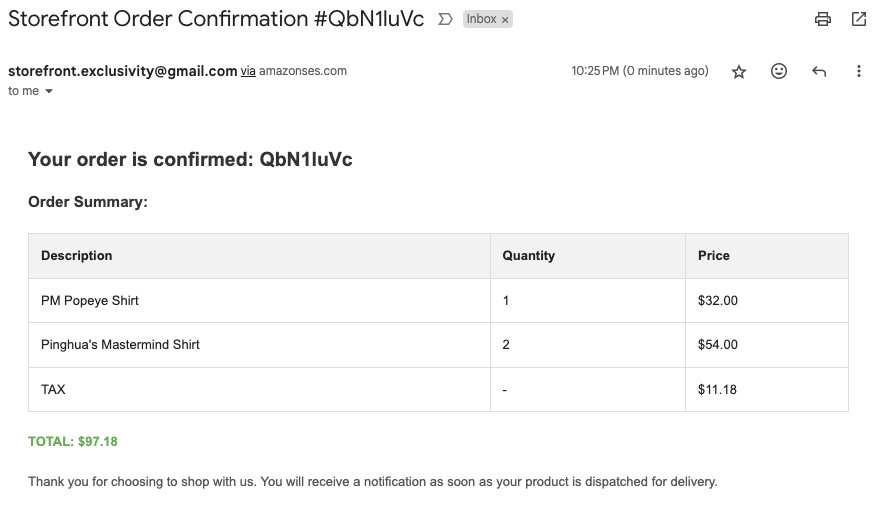 Storefront Order Confirmation #QbN1luVc
Inbox ×
storefront.exclusivity@gmail.com via amazonses.com
10:25 PM (0 minutes ago)
to me
Your order is confirmed: QbN1luVc
Order Summary:
Description Quantity Price
PM Popeye Shirt 1 $32.00
Pinghua's Mastermind Shirt 2 $54.00
TAX - $11.18
TOTAL: $97.18
Thank you for choosing to shop with us. You will receive a notification as soon as your product is dispatched for delivery.